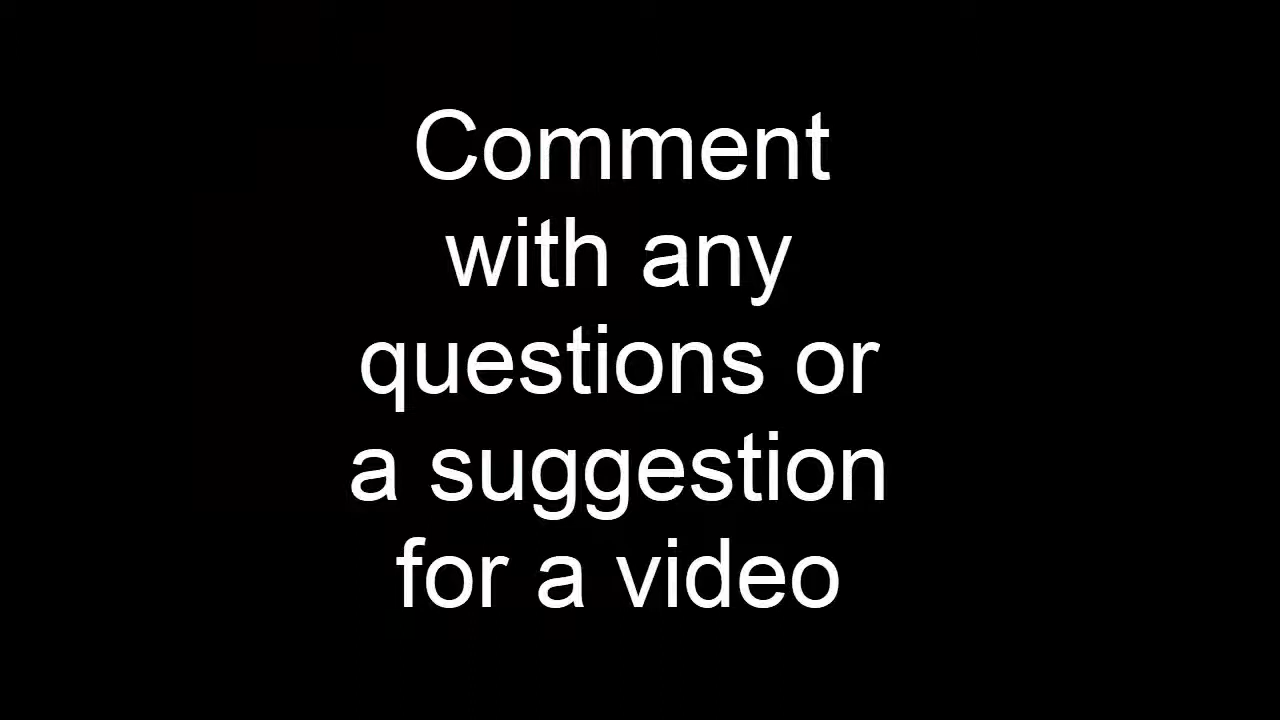 Comment
with any
questions or
a suggestion
for a video